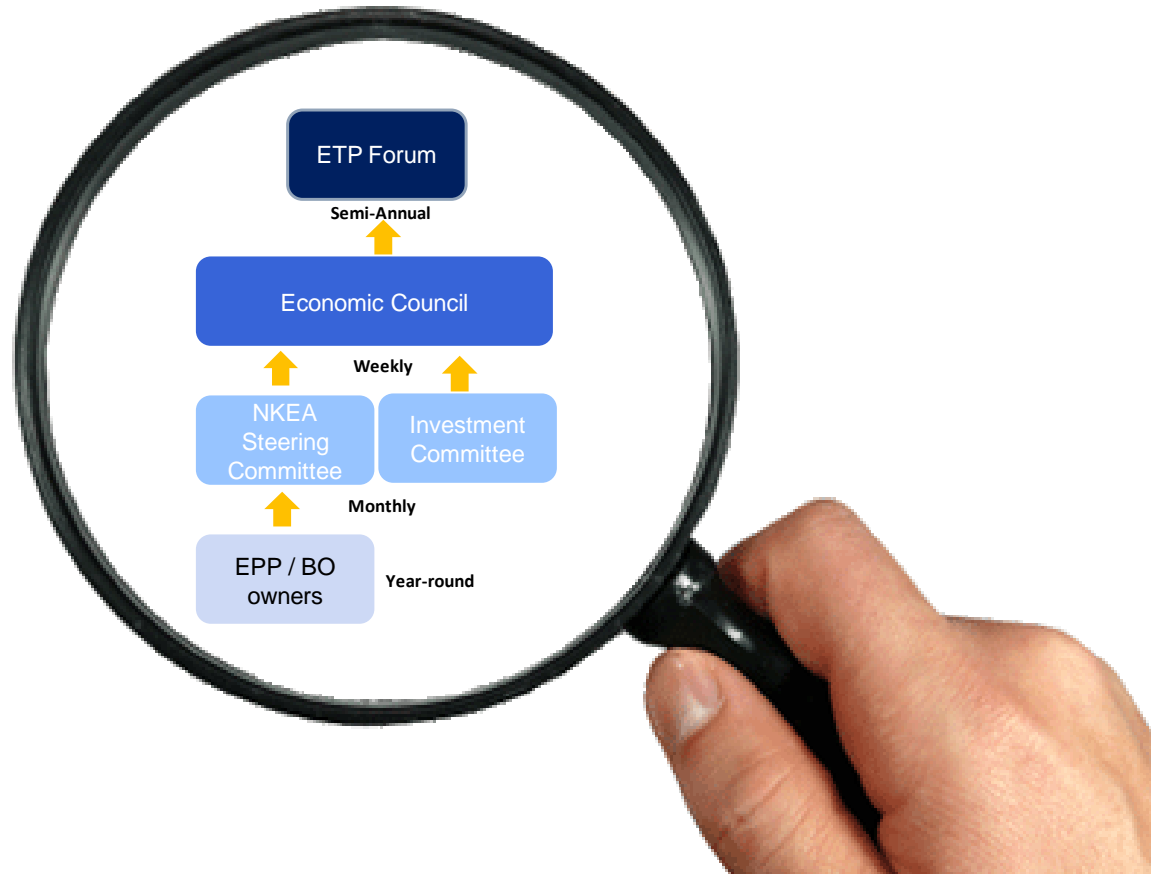 ETP Forum
Semi-Annual
Economic Council
Weekly
NKEA
Steering
Committee
Investment
Committee
Monthly
EPP / BO
owners
Year-round